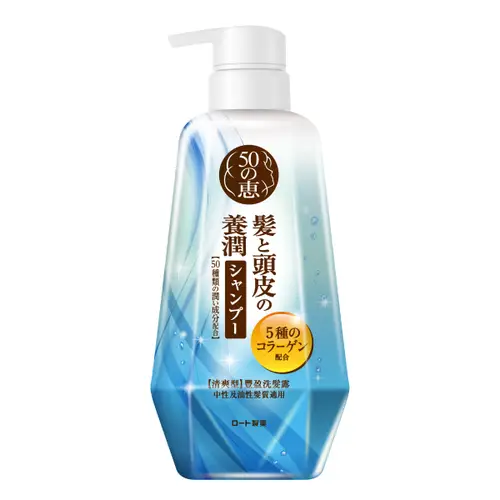 50の恵
髪と頭皮の
養潤シャンプー
【50種類の潤い成分配合】
5種の
コラーゲン
配合
【清爽型】豐盈洗髮露
中性及油性髮質適用
ロート製薬